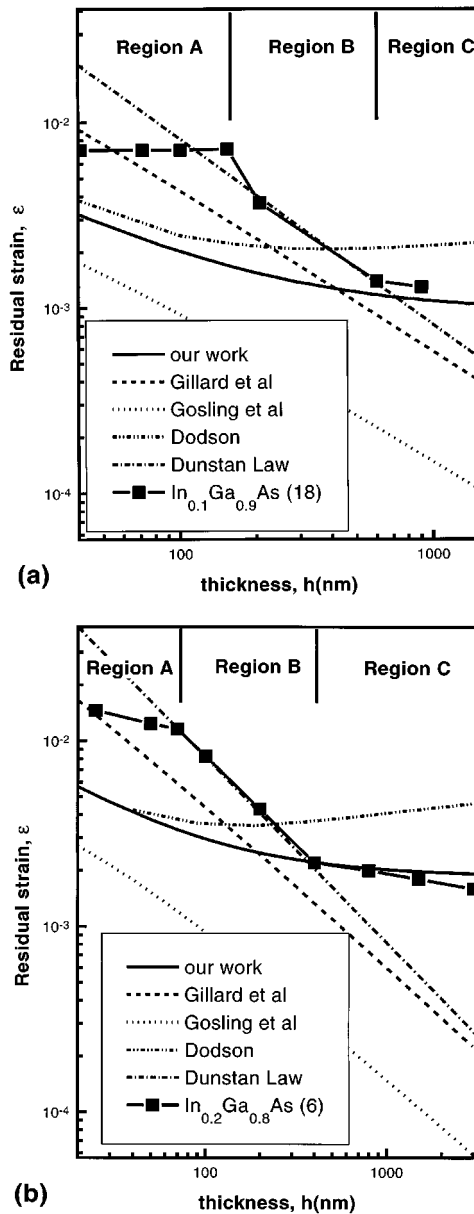 Region A Region B Region C
10⁻²
10⁻³
10⁻⁴
Residual strain, ε
our work
Gillard et al
Gosling et al
Dodson
Dunstan Law
In₀.₁Ga₀.₉As (18)
100 1000
(a) thickness, h(nm)
Region A Region B Region C
10⁻²
10⁻³
10⁻⁴
Residual strain, ε
our work
Gillard et al
Gosling et al
Dodson
Dunstan Law
In₀.₂Ga₀.₈As (6)
100 1000
(b) thickness, h(nm)